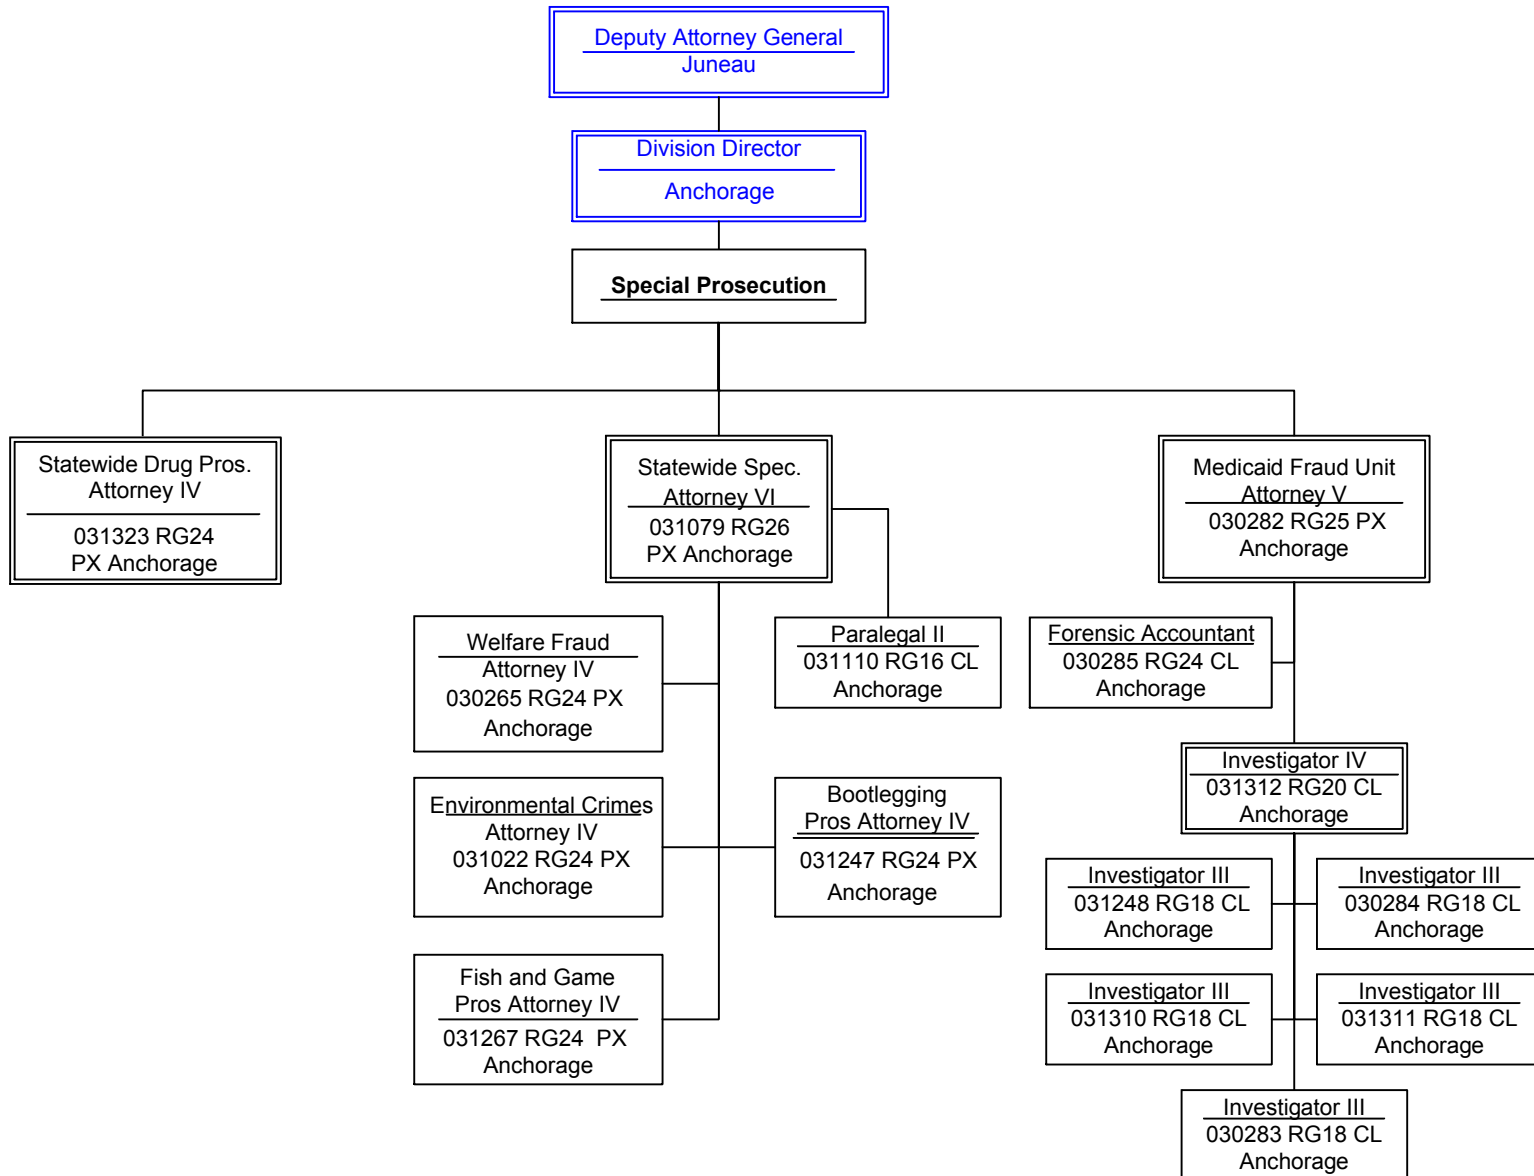 Deputy Attorney General
Juneau
Division Director
Anchorage
Special Prosecution
Statewide Drug Pros.
Attorney IV
031323 RG24
PX Anchorage
Statewide Spec.
Attorney VI
031079 RG26
PX Anchorage
Medicaid Fraud Unit
Attorney V
030282 RG25 PX
Anchorage
Welfare Fraud
Attorney IV
030265 RG24 PX
Anchorage
Paralegal II
031110 RG16 CL
Anchorage
Forensic Accountant
030285 RG24 CL
Anchorage
Investigator IV
031312 RG20 CL
Anchorage
Environmental Crimes
Attorney IV
031022 RG24 PX
Anchorage
Bootlegging
Pros Attorney IV
031247 RG24 PX
Anchorage
Investigator III
031248 RG18 CL
Anchorage
Investigator III
030284 RG18 CL
Anchorage
Fish and Game
Pros Attorney IV
031267 RG24 PX
Anchorage
Investigator III
031310 RG18 CL
Anchorage
Investigator III
031311 RG18 CL
Anchorage
Investigator III
030283 RG18 CL
Anchorage